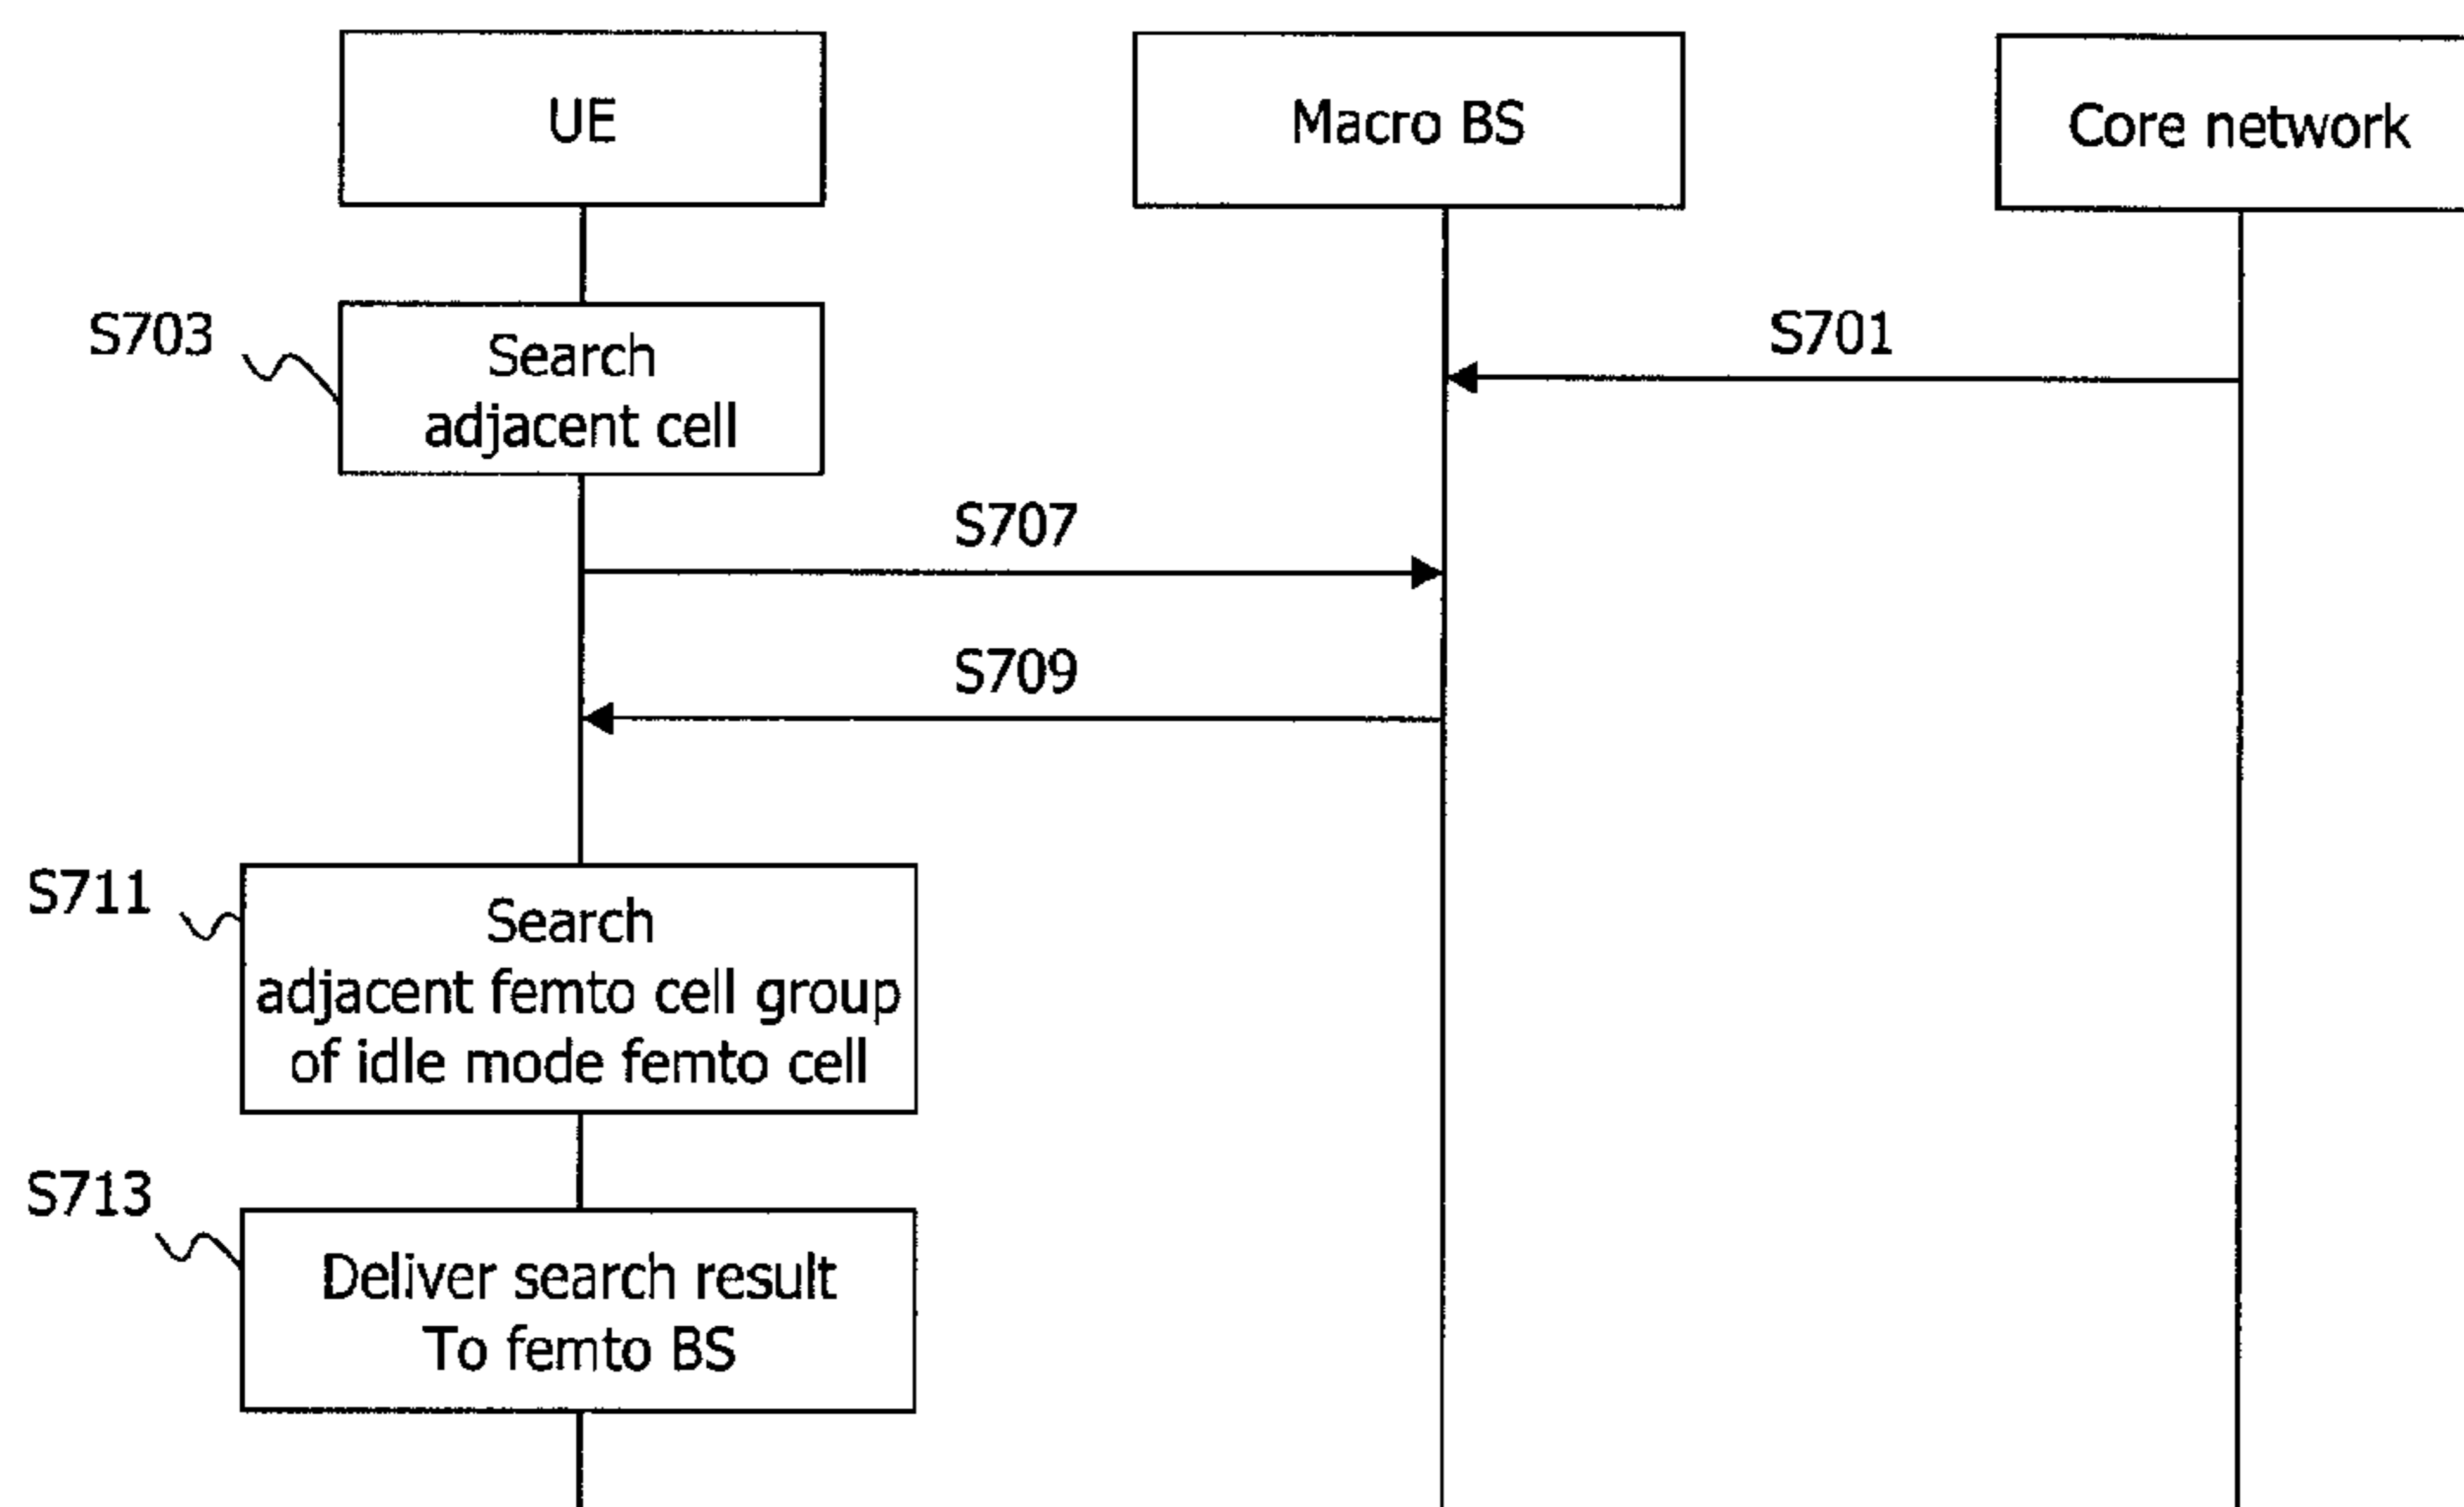 UE
Macro BS
Core network
S703
Search
adjacent cell
S701
S707
S709
S711
Search
adjacent femto cell group
of idle mode femto cell
S713
Deliver search result
To femto BS